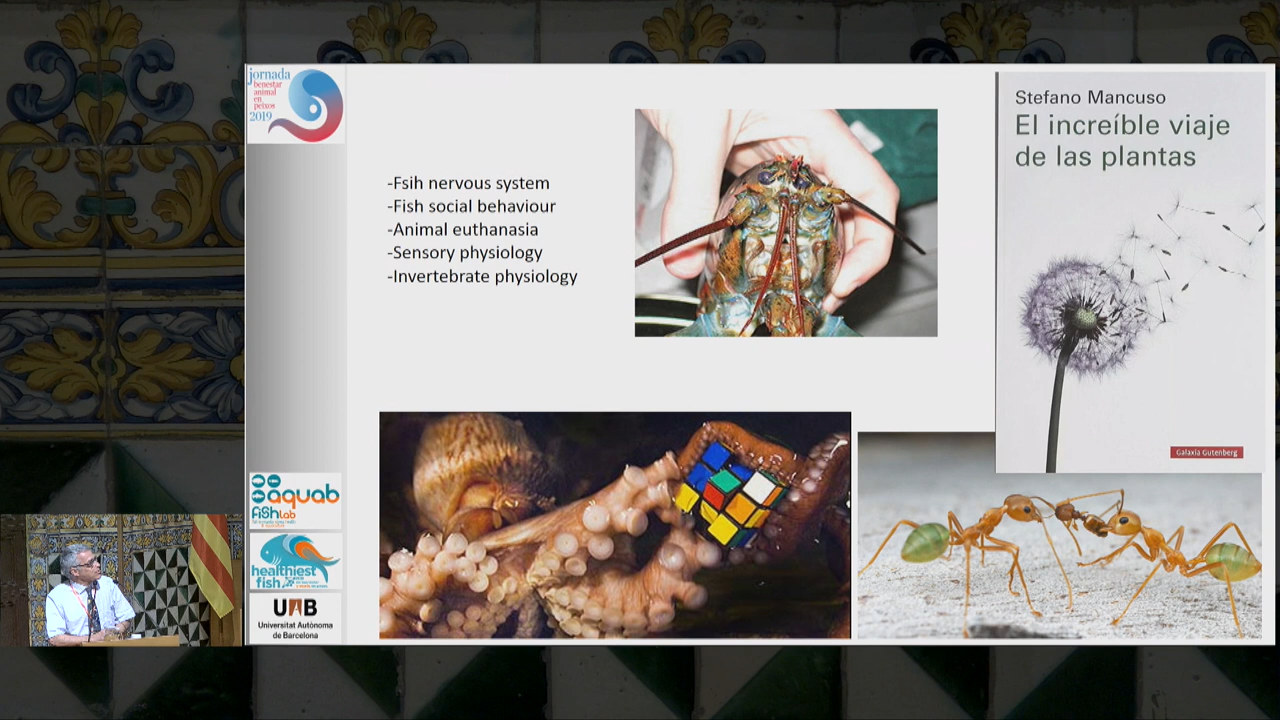 jornada
benestar
animal
en
peixos
2019
-Fsih nervous system
-Fish social behaviour
-Animal euthanasia
-Sensory physiology
-Invertebrate physiology
Stefano Mancuso
El increíble viaje
de las plantas
Galaxia Gutenberg
aquab
fishlab
healthiest
fish
UAB
Universitat Autònoma
de Barcelona